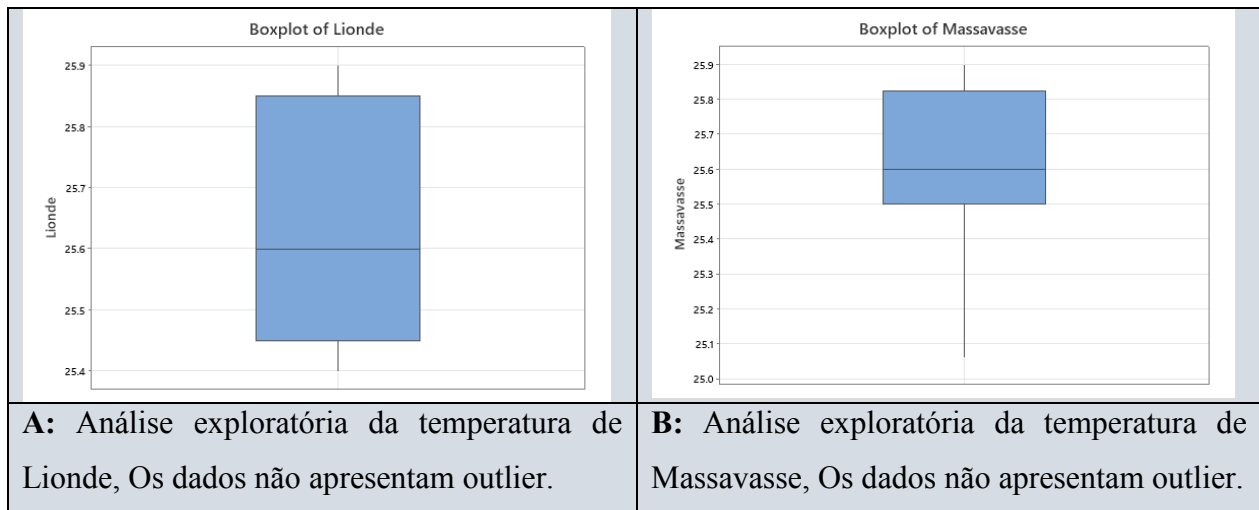 Boxplot of Lionde
25.9
25.8
25.7
25.6
25.5
25.4
Lionde
Boxplot of Massavasse
25.9
25.8
25.7
25.6
25.5
25.4
25.3
25.2
25.1
25.0
Massavasse
A: Análise exploratória da temperatura de
Lionde, Os dados não apresentam outlier.
B: Análise exploratória da temperatura de
Massavasse, Os dados não apresentam outlier.